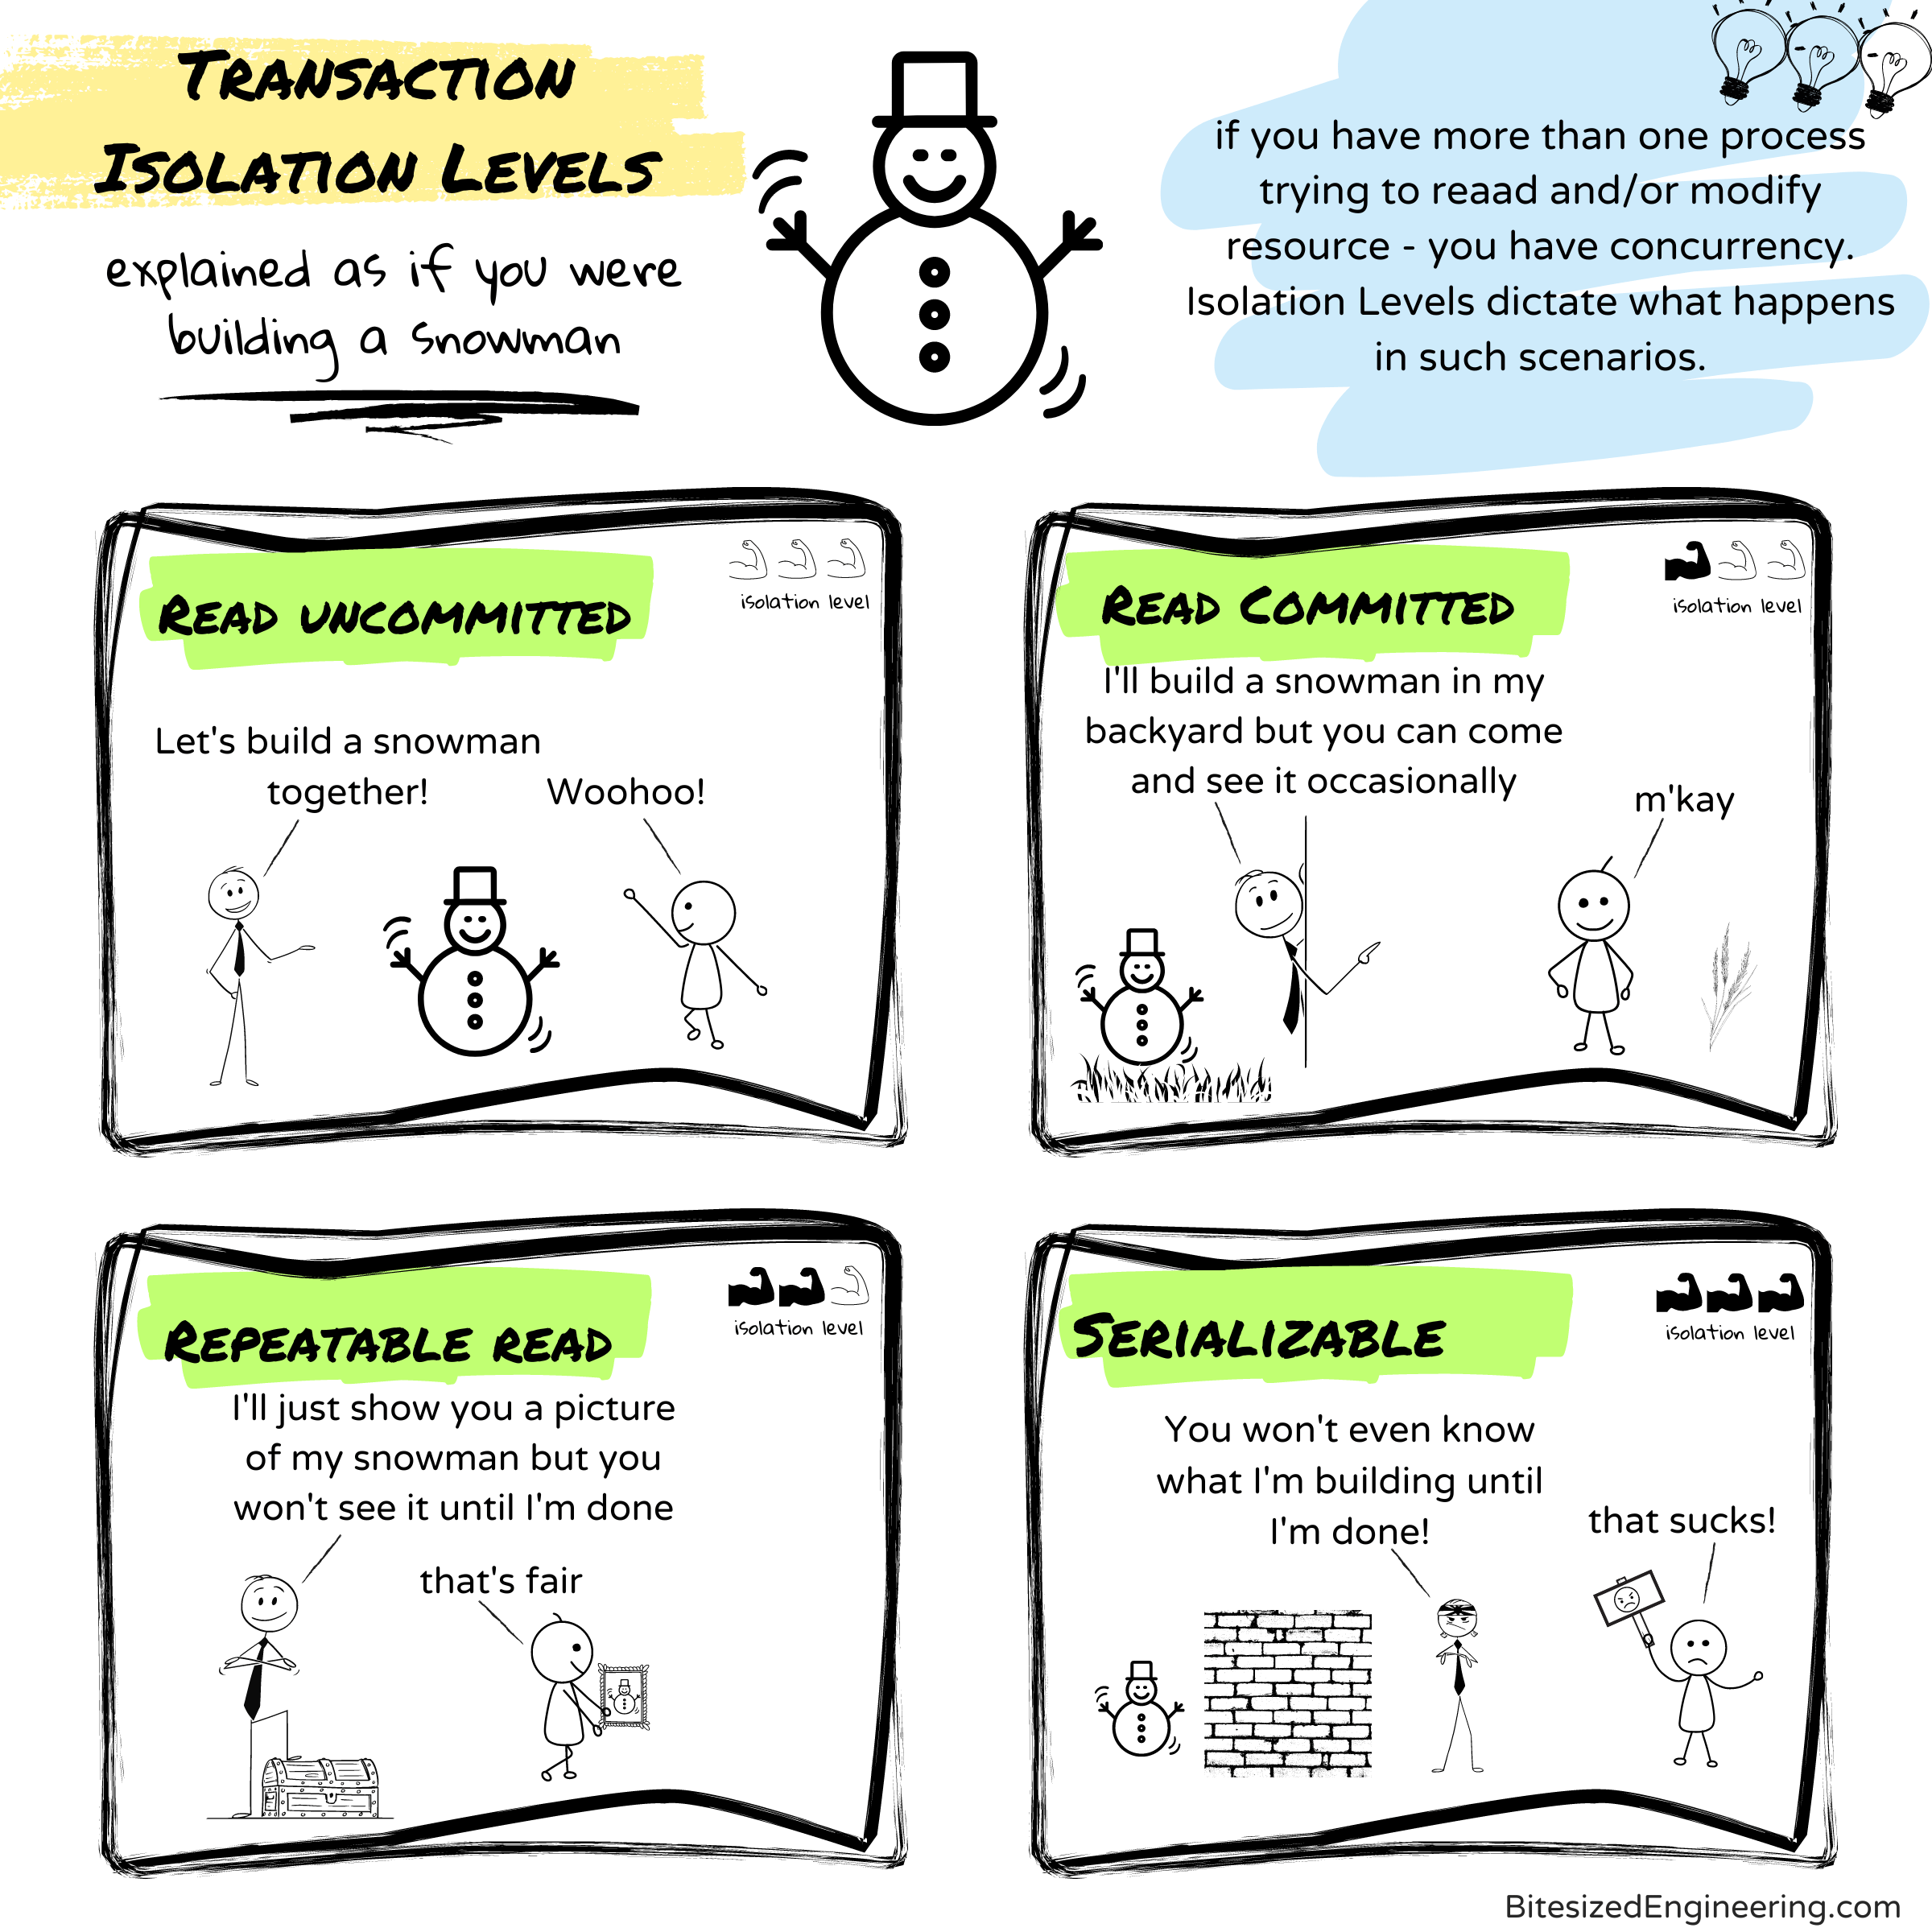 Transaction
Isolation Levels
explained as if you were
building a snowman
if you have more than one process
trying to reaad and/or modify
resource - you have concurrency.
Isolation Levels dictate what happens
in such scenarios.
Read uncommitted
isolation level
Let's build a snowman
together!
Woohoo!
Read Committed
isolation level
I'll build a snowman in my
backyard but you can come
and see it occasionally
m'kay
Repeatable read
isolation level
I'll just show you a picture
of my snowman but you
won't see it until I'm done
that's fair
Serializable
isolation level
You won't even know
what I'm building until
I'm done!
that sucks!
BitesizedEngineering.com